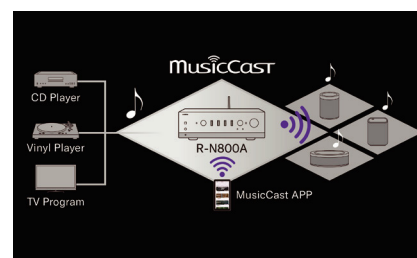 MusicCast
CD Player
Vinyl Player
TV Program
R-N800A
MusicCast APP